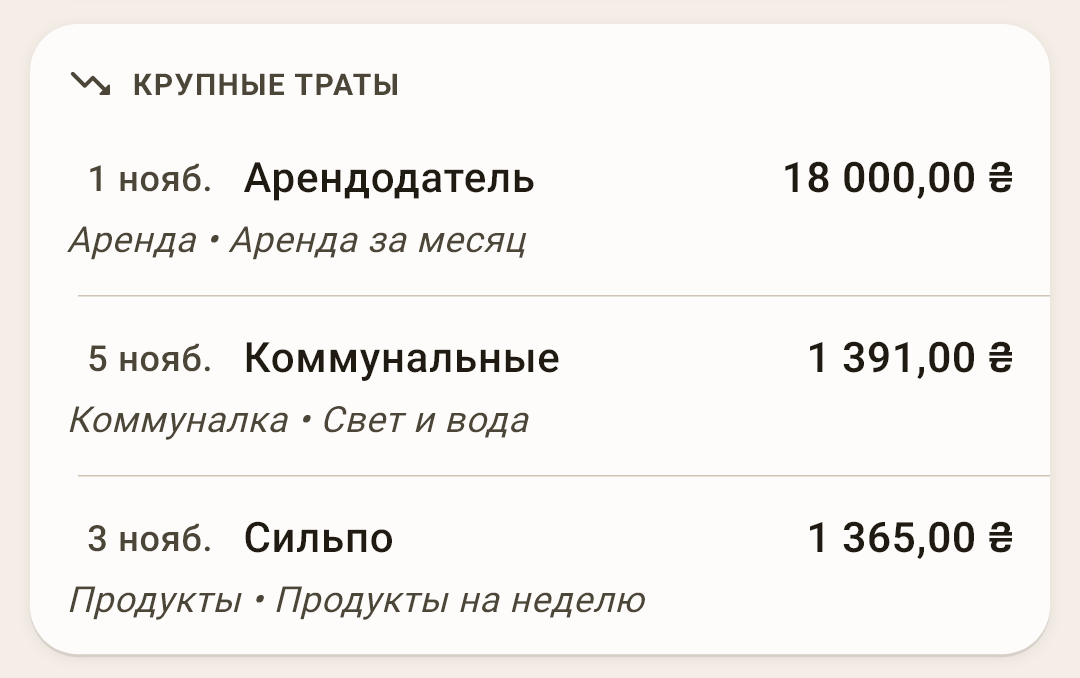 КРУПНЫЕ ТРАТЫ
1 нояб. Арендодатель 18 000,00 ₴
Аренда • Аренда за месяц
5 нояб. Коммунальные 1 391,00 ₴
Коммуналка • Свет и вода
3 нояб. Сильпо 1 365,00 ₴
Продукты • Продукты на неделю